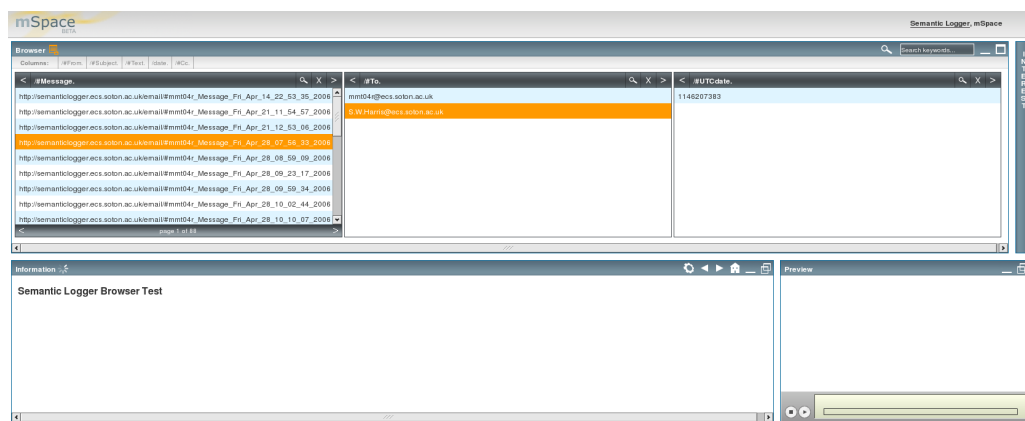 mSpace
BETA
Semantic Logger, mSpace
Browser
Search keywords...
Columns: /#From. /#Subject. /#Text. /date. /#Cc.
< /#Message. X >
< /#To. X >
< /#UTCdate. X >
http://semanticlogger.ecs.soton.ac.uk/email/#mmt04r_Message_Fri_Apr_14_22_53_35_2006
http://semanticlogger.ecs.soton.ac.uk/email/#mmt04r_Message_Fri_Apr_21_11_54_57_2006
http://semanticlogger.ecs.soton.ac.uk/email/#mmt04r_Message_Fri_Apr_21_12_53_06_2006
http://semanticlogger.ecs.soton.ac.uk/email/#mmt04r_Message_Fri_Apr_28_07_56_33_2006
http://semanticlogger.ecs.soton.ac.uk/email/#mmt04r_Message_Fri_Apr_28_08_59_09_2006
http://semanticlogger.ecs.soton.ac.uk/email/#mmt04r_Message_Fri_Apr_28_09_23_17_2006
http://semanticlogger.ecs.soton.ac.uk/email/#mmt04r_Message_Fri_Apr_28_09_59_34_2006
http://semanticlogger.ecs.soton.ac.uk/email/#mmt04r_Message_Fri_Apr_28_10_02_44_2006
http://semanticlogger.ecs.soton.ac.uk/email/#mmt04r_Message_Fri_Apr_28_10_10_07_2006
< page 1 of 88 >
mmt04r@ecs.soton.ac.uk
S.W.Harris@ecs.soton.ac.uk
1146207383
INTEREST
Information
Semantic Logger Browser Test
Preview